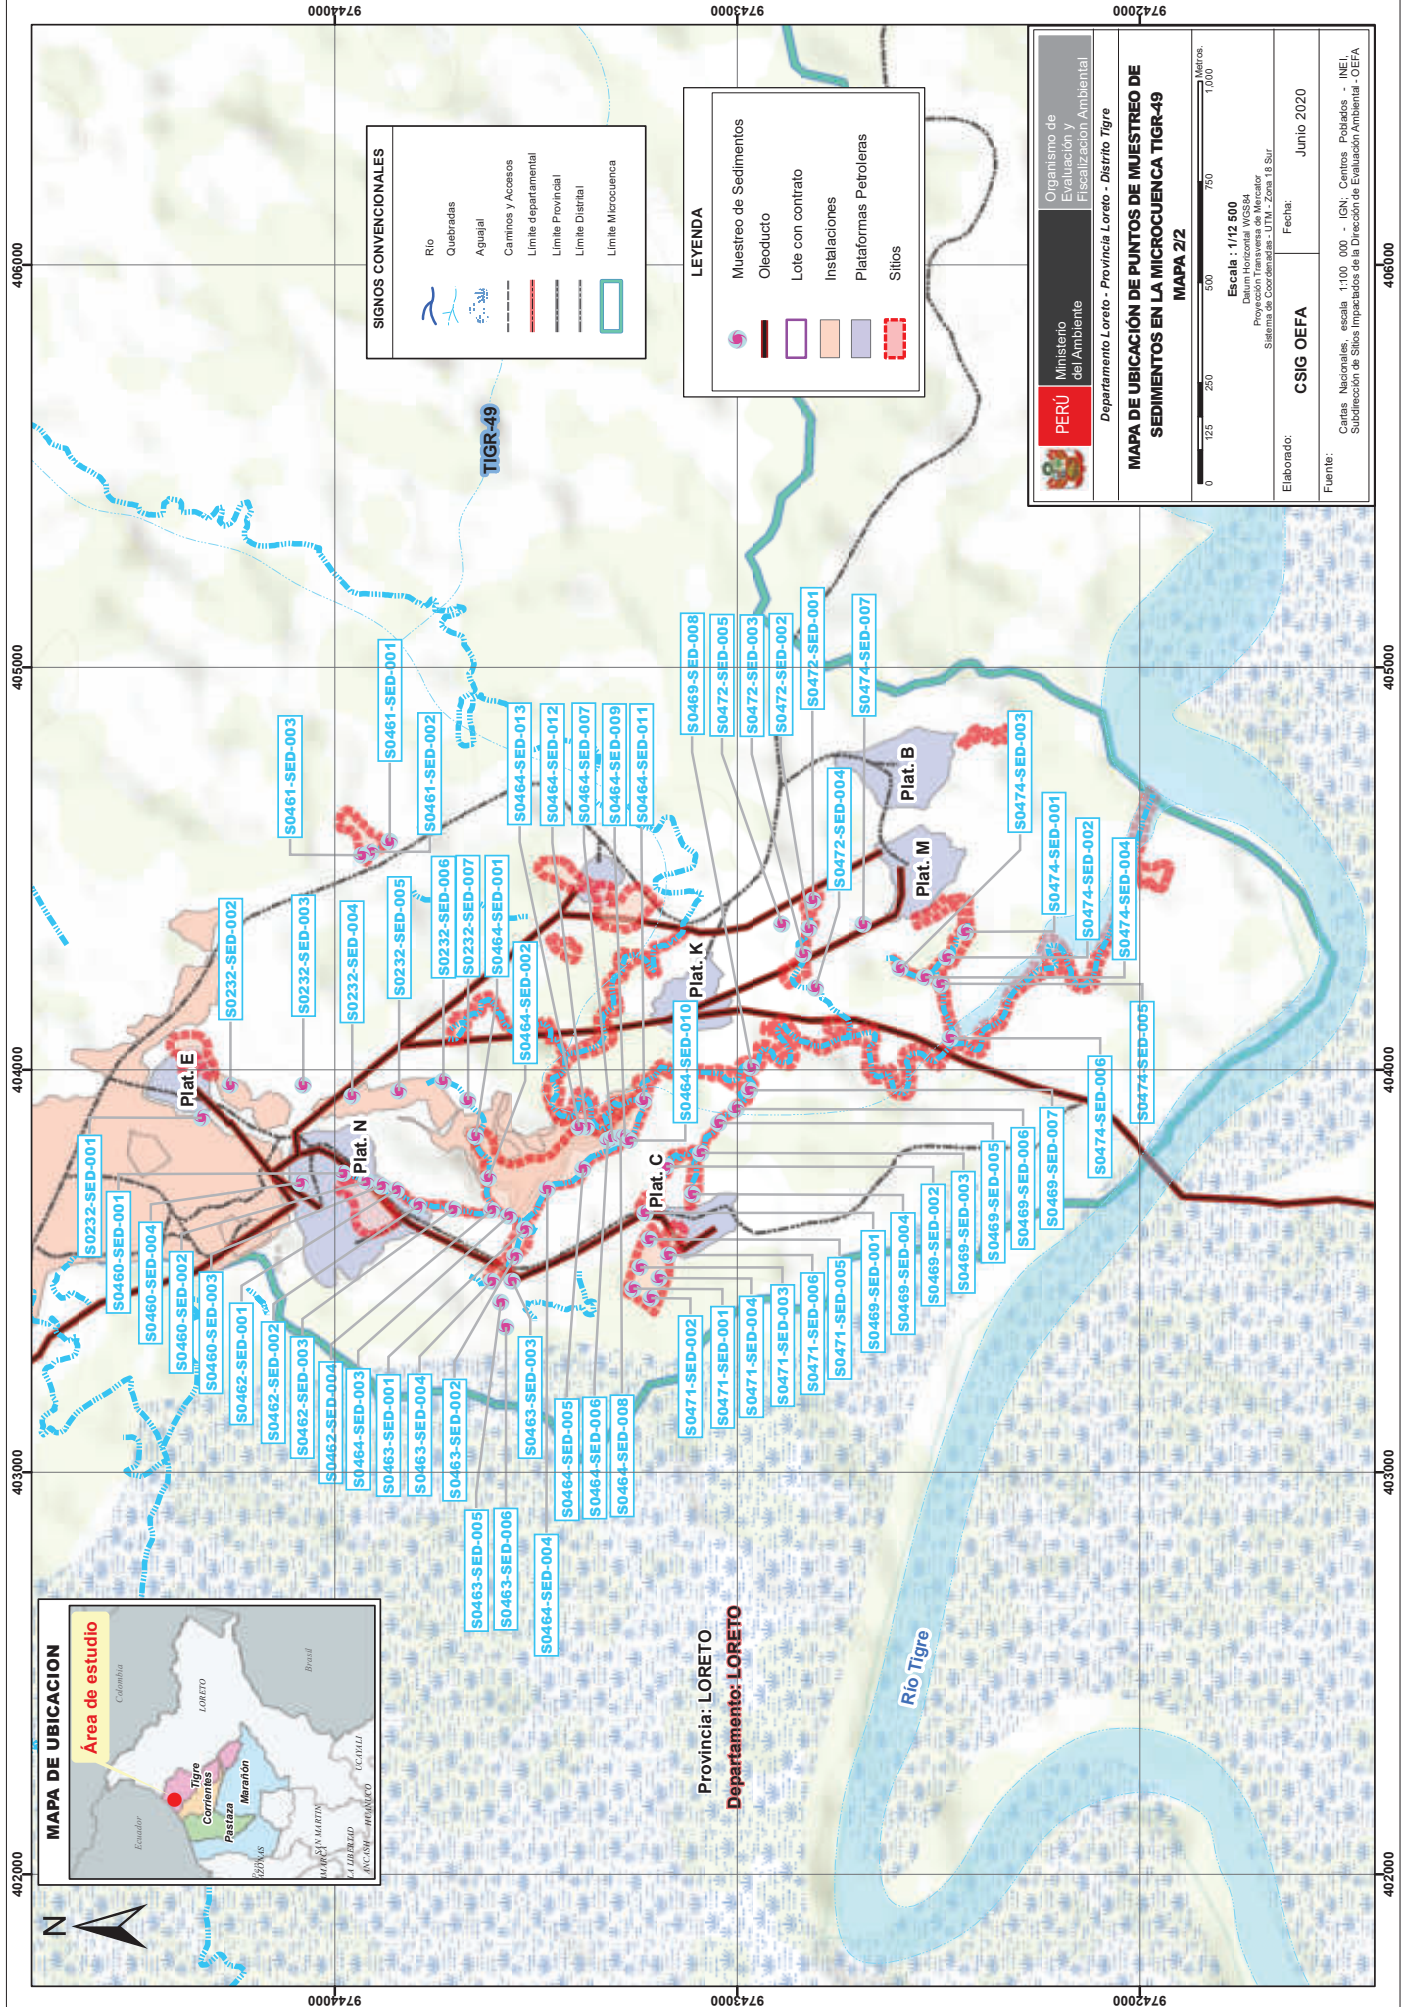 MAPA DE UBICACION
Área de estudio
Colombia
Ecuador
Brasil
LORETO
Tigre
Corrientes
Pastaza
Marañón
SAN MARTIN
UCAYALI
LA LIBERTAD
ANCASH
HUANUCO
N
402000
403000
404000
405000
406000
9744000
9743000
9742000
S0232-SED-001
S0460-SED-001
S0460-SED-004
S0460-SED-002
S0460-SED-003
S0462-SED-001
S0462-SED-002
S0462-SED-003
S0462-SED-004
S0464-SED-003
S0463-SED-001
S0463-SED-004
S0463-SED-002
S0463-SED-005
S0463-SED-006
S0463-SED-003
S0464-SED-004
S0464-SED-005
S0464-SED-006
S0464-SED-008
S0471-SED-002
S0471-SED-001
S0471-SED-004
S0471-SED-003
S0471-SED-006
S0471-SED-005
S0469-SED-001
S0469-SED-004
S0469-SED-002
S0469-SED-003
S0469-SED-005
S0469-SED-006
S0469-SED-007
S0474-SED-006
S0474-SED-005
S0232-SED-002
S0232-SED-003
S0232-SED-004
S0232-SED-005
S0232-SED-006
S0232-SED-007
S0464-SED-001
S0464-SED-002
S0461-SED-003
S0461-SED-001
S0461-SED-002
S0464-SED-013
S0464-SED-012
S0464-SED-007
S0464-SED-009
S0464-SED-011
S0464-SED-010
S0469-SED-008
S0472-SED-005
S0472-SED-003
S0472-SED-002
S0472-SED-001
S0472-SED-004
S0474-SED-007
S0474-SED-003
S0474-SED-001
S0474-SED-002
S0474-SED-004
Plat. E
Plat. N
Plat. C
Plat. K
Plat. M
Plat. B
TIGR-49
Provincia: LORETO
Departamento: LORETO
Río Tigre
SIGNOS CONVENCIONALES
Río
Quebradas
Aguajal
Caminos y Accesos
Límite departamental
Límite Provincial
Límite Distrital
Límite Microcuenca
LEYENDA
Muestreo de Sedimentos
Oleoducto
Lote con contrato
Instalaciones
Plataformas Petroleras
Sitios
PERÚ
Ministerio
del Ambiente
Organismo de
Evaluación y
Fiscalización Ambiental
Departamento Loreto - Provincia Loreto - Distrito Tigre
MAPA DE UBICACIÓN DE PUNTOS DE MUESTREO DE
SEDIMENTOS EN LA MICROCUENCA TIGR-49
MAPA 2/2
0 125 250 500 750 1,000
Metros.
Escala : 1/12 500
Datum Horizontal WGS84
Proyección Transversa de Mercator
Sistema de Coordenadas - UTM - Zona 18 Sur
Elaborado:
CSIG OEFA
Fecha:
Junio 2020
Fuente:
Cartas Nacionales, escala 1:100 000 - IGN; Centros Poblados - INEI,
Subdirección de Sitios Impactados de la Dirección de Evaluación Ambiental - OEFA